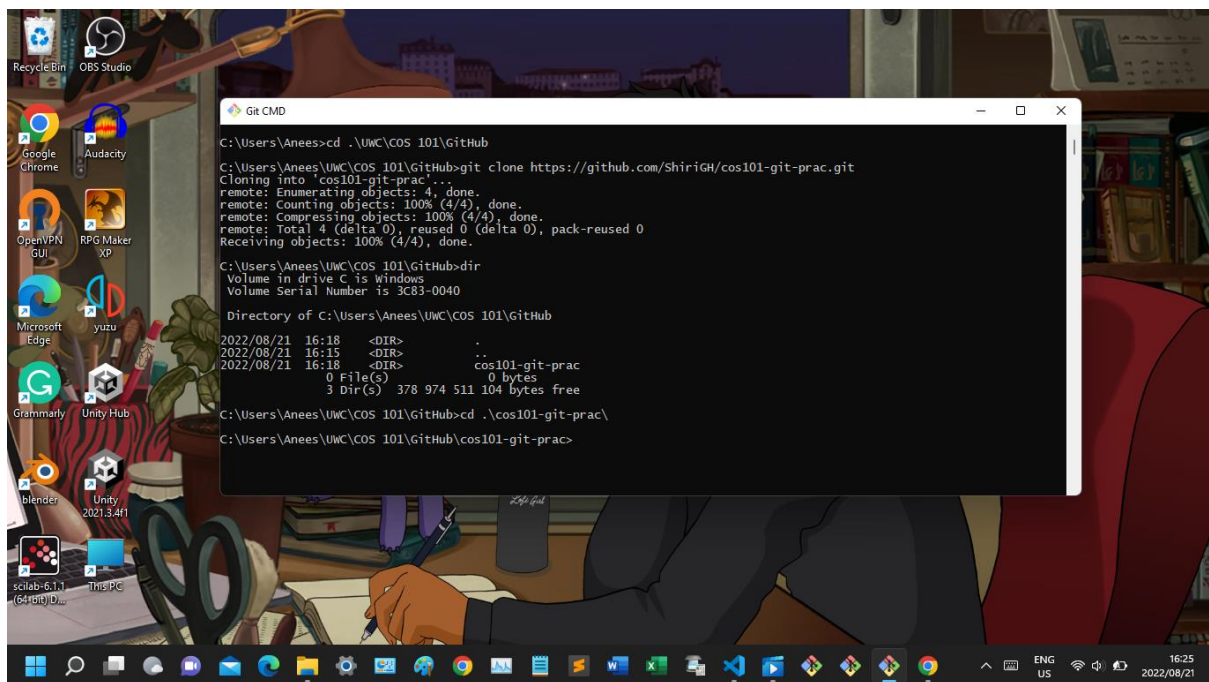 Recycle Bin
OBS Studio
Google
Chrome
Audacity
OpenVPN
GUI
RPG Maker
XP
Microsoft
Edge
yuzu
Grammarly
Unity Hub
blender
Unity
2021.3.4f1
scilab-6.1.1
(64-bit) D...
This PC
Git CMD
C:\Users\Anees>cd .\UWC\COS 101\GitHub
C:\Users\Anees\UWC\COS 101\GitHub>git clone https://github.com/ShiriGH/cos101-git-prac.git
Cloning into 'cos101-git-prac'...
remote: Enumerating objects: 4, done.
remote: Counting objects: 100% (4/4), done.
remote: Compressing objects: 100% (4/4), done.
remote: Total 4 (delta 0), reused 0 (delta 0), pack-reused 0
Receiving objects: 100% (4/4), done.
C:\Users\Anees\UWC\COS 101\GitHub>dir
Volume in drive C is Windows
Volume Serial Number is 3C83-0040
Directory of C:\Users\Anees\UWC\COS 101\GitHub
2022/08/21 16:18 <DIR> .
2022/08/21 16:15 <DIR> ..
2022/08/21 16:18 <DIR> cos101-git-prac
0 File(s) 0 bytes
3 Dir(s) 378 974 511 104 bytes free
C:\Users\Anees\UWC\COS 101\GitHub>cd .\cos101-git-prac\
C:\Users\Anees\UWC\COS 101\GitHub\cos101-git-prac>
Lofi Girl
ENG
US
16:25
2022/08/21